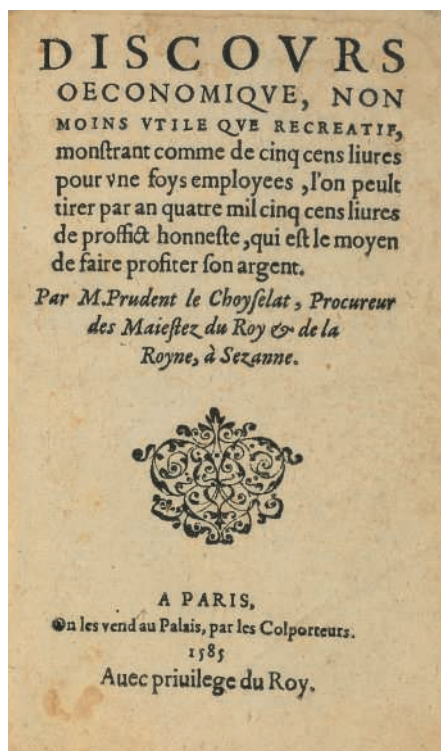 DISCOVRS
OECONOMIQVE, NON
MOINS VTILE QVE RECREATIF,
monſtrant comme de cinq cens liures
pour vne foys employees ,l'on peult
tirer par an quatre mil cinq cens liures
de proffict honneſte ,qui eſt le moyen
de faire profiter ſon argent.
Par M.Prudent le Choyſelat , Procureur
des Maieſtez du Roy & de la
Royne, à Sezanne.
A PARIS,
On les vend au Palais, par les Colporteurs.
1585
Auec priuilege du Roy.